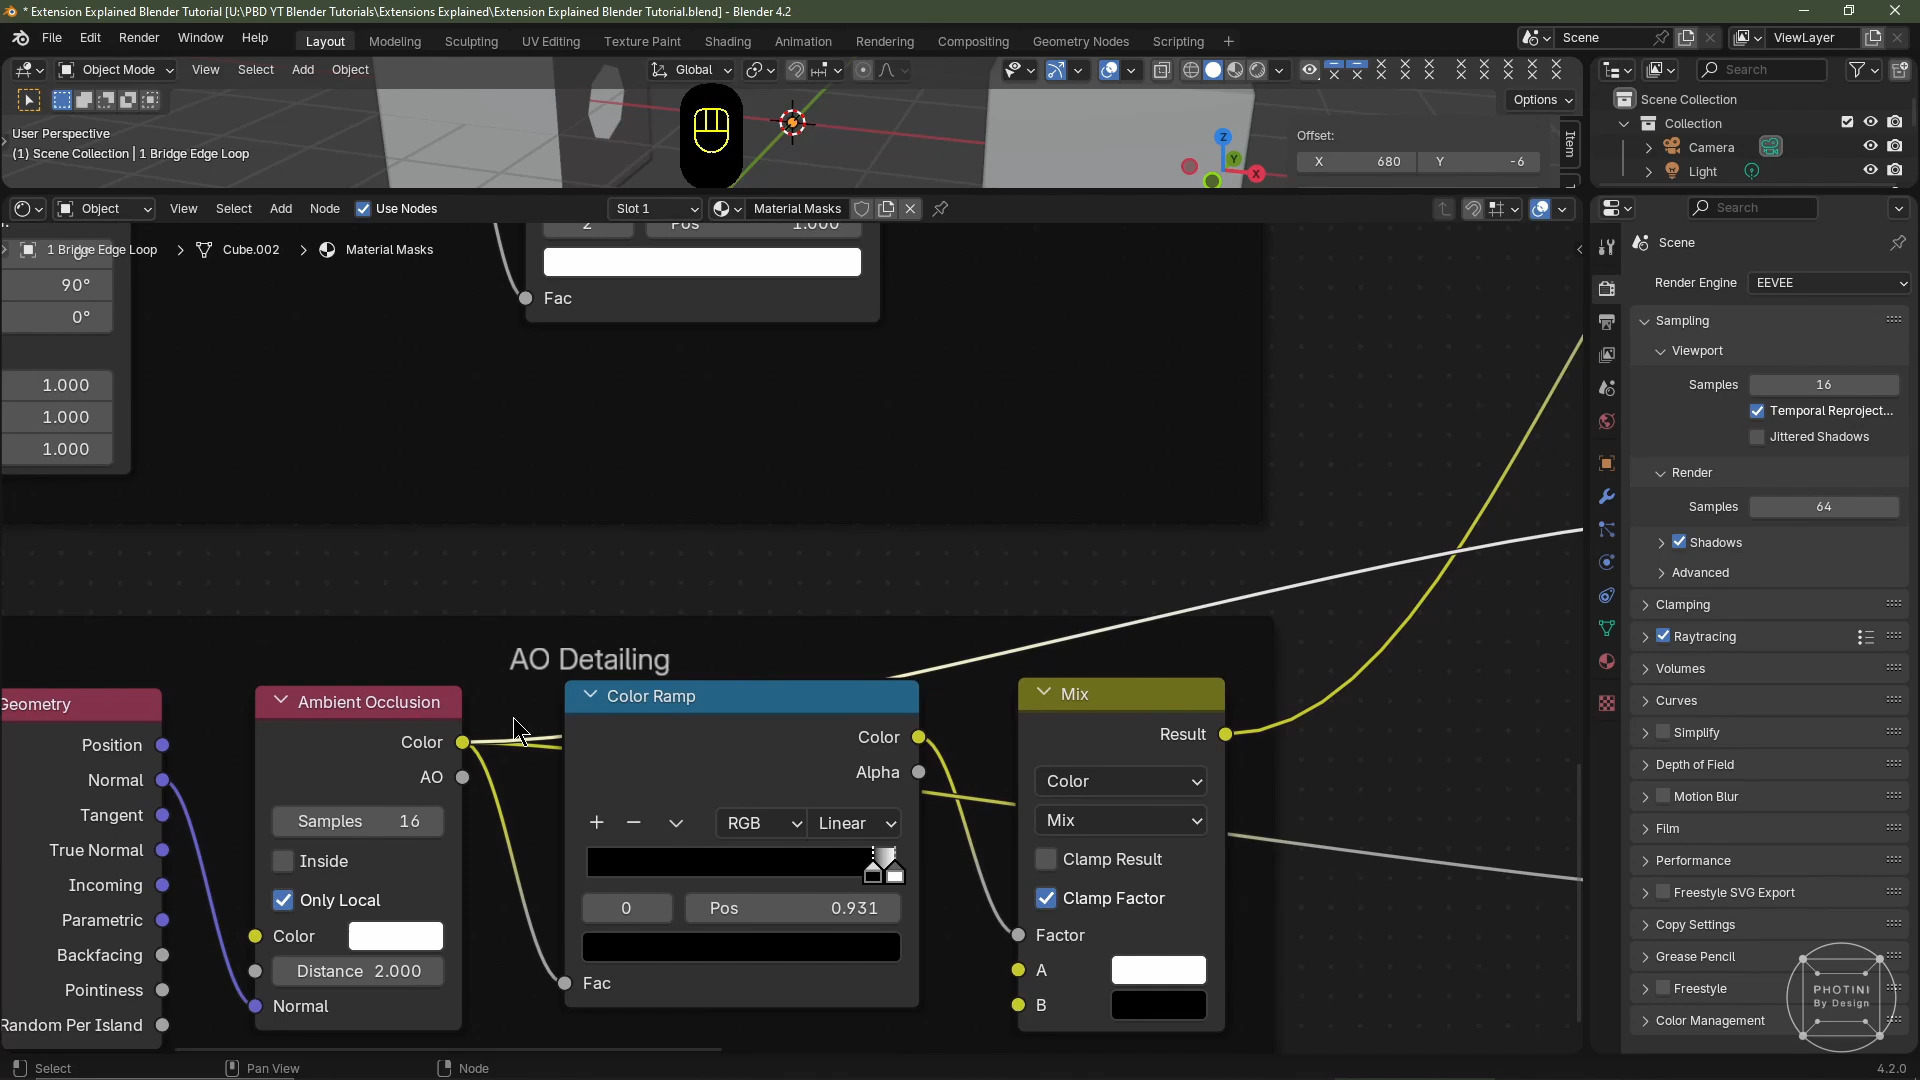 * Extension Explained Blender Tutorial [U:\PBD YT Blender Tutorials\Extensions Explained\Extension Explained Blender Tutorial.blend] - Blender 4.2
File Edit Render Window Help Layout Modeling Sculpting UV Editing Texture Paint Shading Animation Rendering Compositing Geometry Nodes Scripting + Scene ViewLayer
Object Mode View Select Add Object Global Search
Options
User Perspective
(1) Scene Collection | 1 Bridge Edge Loop
Offset:
X 680 Y -6
Item
Scene Collection
Collection
Camera
Light
Object View Select Add Node Use Nodes Slot 1 Material Masks Search
1 Bridge Edge Loop > Cube.002 > Material Masks
2 Pos 1.000
Fac
0°
90°
0°
1.000
1.000
1.000
AO Detailing
Geometry
Position
Normal
Tangent
True Normal
Incoming
Parametric
Backfacing
Pointiness
Random Per Island
Ambient Occlusion
Color
AO
Samples 16
Inside
Only Local
Color
Distance 2.000
Normal
Color Ramp
Color
Alpha
RGB Linear
0 Pos 0.931
Fac
Mix
Result
Color
Mix
Clamp Result
Clamp Factor
Factor
A
B
Scene
Render Engine EEVEE
Sampling
Viewport
Samples 16
Temporal Reproject...
Jittered Shadows
Render
Samples 64
Shadows
Advanced
Clamping
Raytracing
Volumes
Curves
Simplify
Depth of Field
Motion Blur
Film
Performance
Freestyle SVG Export
Copy Settings
Grease Pencil
Freestyle
Color Management
PHOTINI
By Design
Select Pan View Node 4.2.0